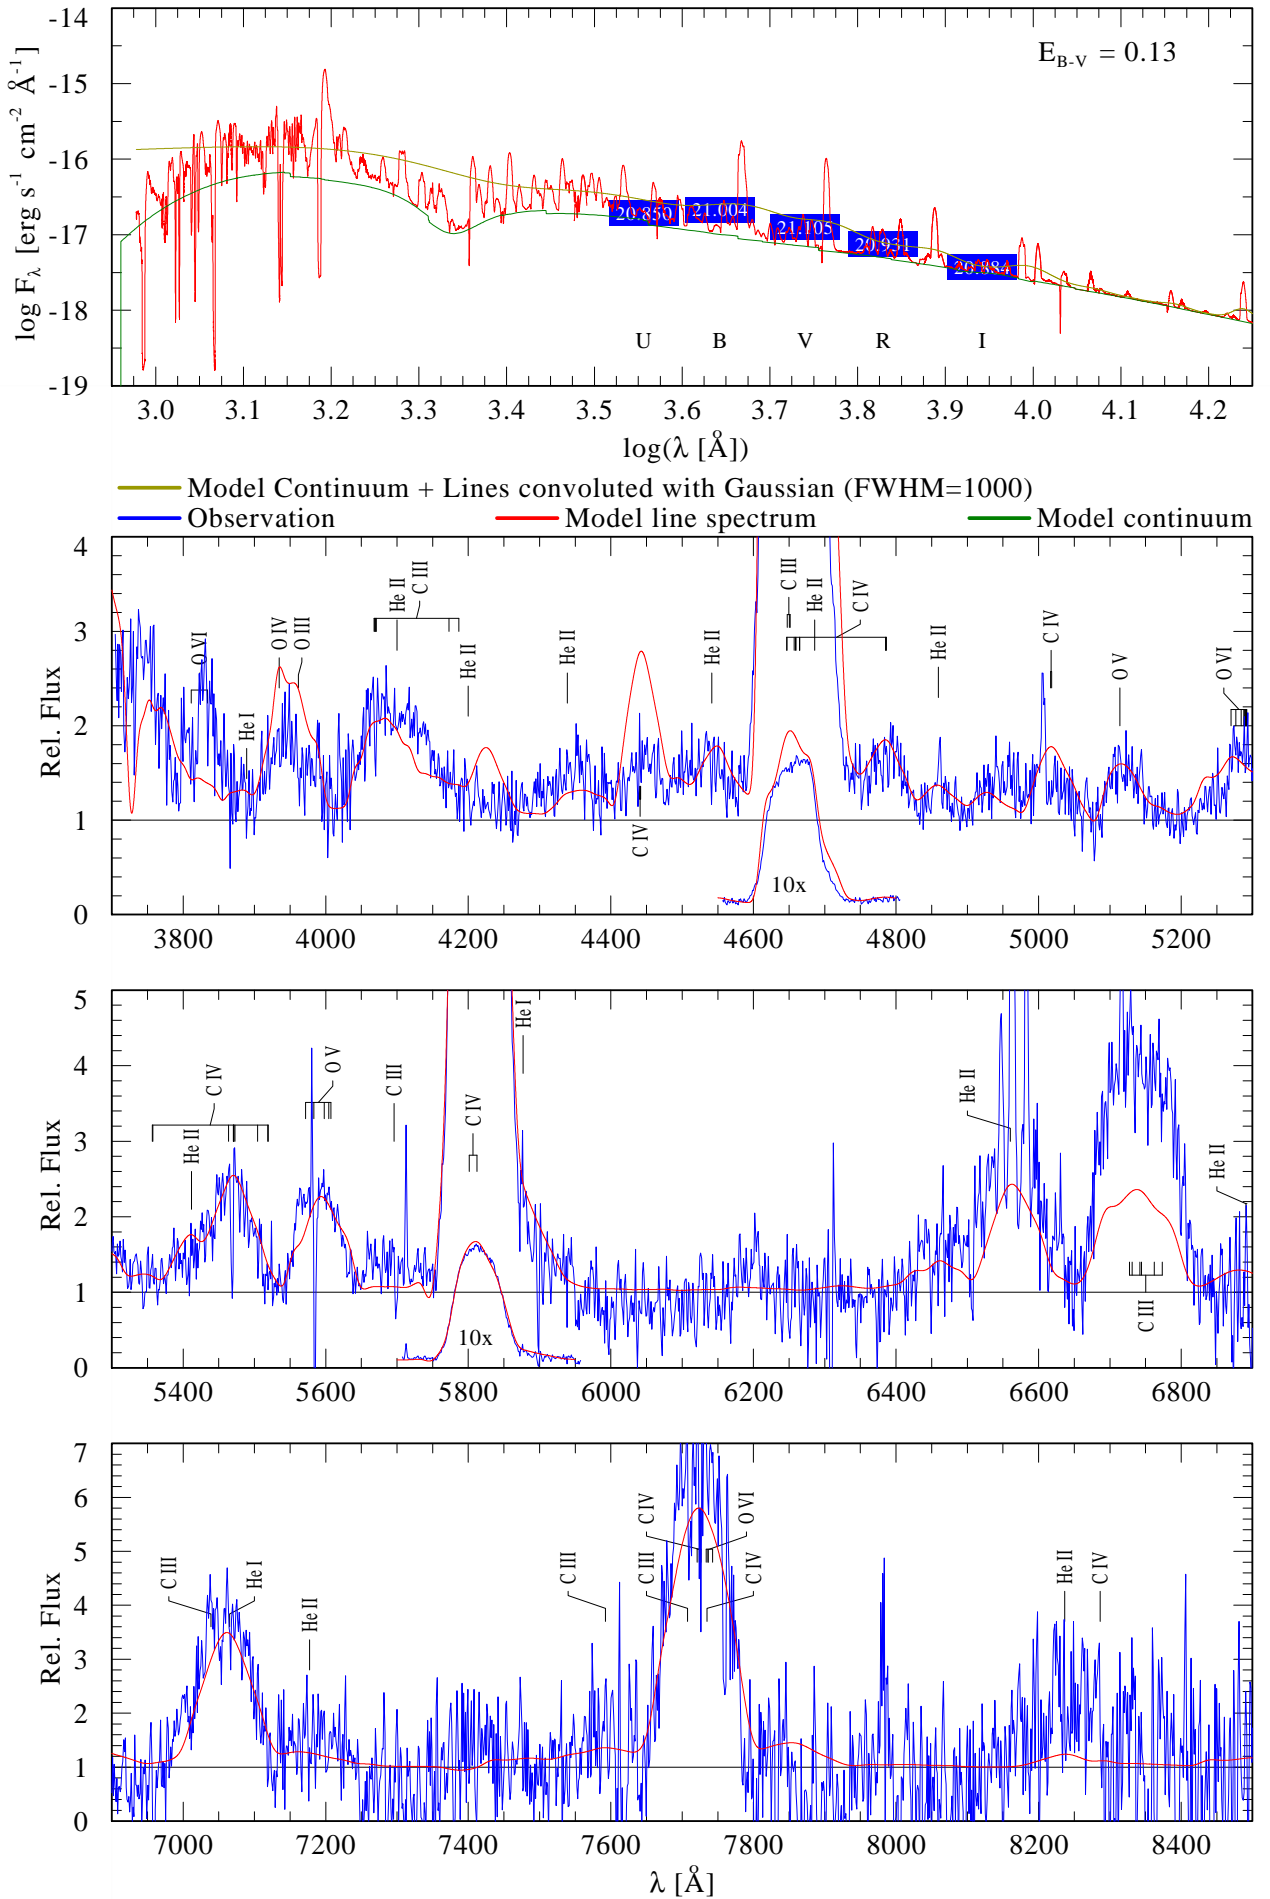 -14
-15
-16
-17
-18
-19
log Fλ [erg s⁻¹ cm⁻² Å⁻¹]
E_B-V = 0.13
20.850
21.004
21.105
20.931
20.884
U B V R I
3.0 3.1 3.2 3.3 3.4 3.5 3.6 3.7 3.8 3.9 4.0 4.1 4.2
log(λ [Å])
Model Continuum + Lines convoluted with Gaussian (FWHM=1000)
Observation
Model line spectrum
Model continuum
4
3
2
1
0
Rel. Flux
O VI
He I
O IV
O III
He II
C III
He II
He II
C IV
He II
C III
He II
C IV
He II
C IV
O V
O VI
10x
3800 4000 4200 4400 4600 4800 5000 5200
5
4
3
2
1
0
Rel. Flux
C IV
He II
O V
C III
C IV
He I
He II
C III
He II
10x
5400 5600 5800 6000 6200 6400 6600 6800
7
6
5
4
3
2
1
0
Rel. Flux
C III
He I
He II
C III
C IV
C III
O VI
C IV
He II
C IV
7000 7200 7400 7600 7800 8000 8200 8400
λ [Å]